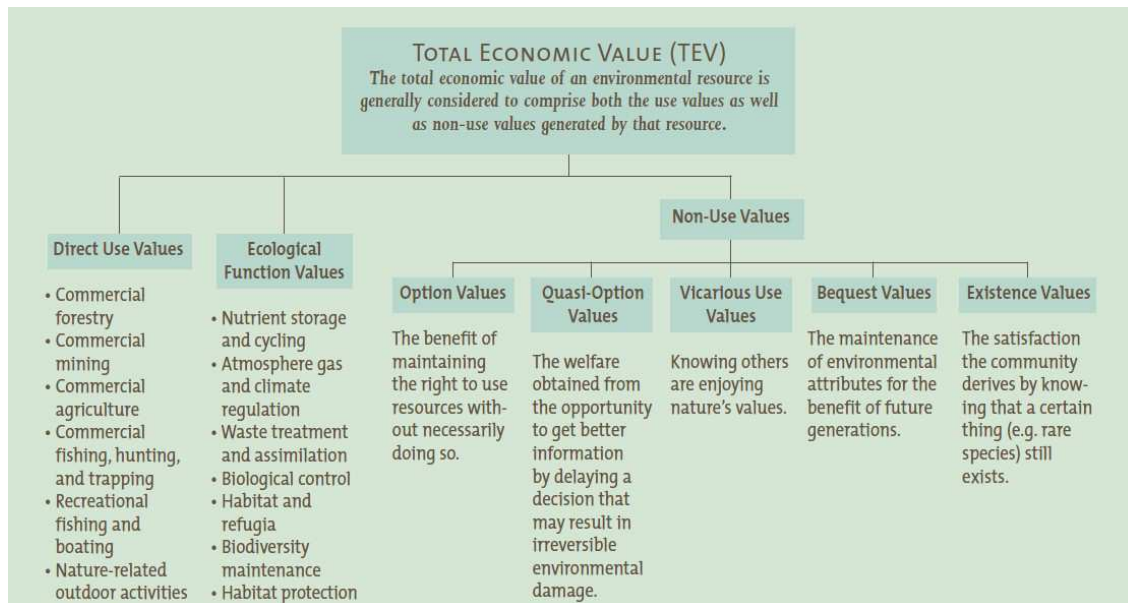 TOTAL ECONOMIC VALUE (TEV)
The total economic value of an environmental resource is
generally considered to comprise both the use values as well
as non-use values generated by that resource.
Non-Use Values
Direct Use Values
• Commercial
forestry
• Commercial
mining
• Commercial
agriculture
• Commercial
fishing, hunting,
and trapping
• Recreational
fishing and
boating
• Nature-related
outdoor activities
Ecological
Function Values
• Nutrient storage
and cycling
• Atmosphere gas
and climate
regulation
• Waste treatment
and assimilation
• Biological control
• Habitat and
refugia
• Biodiversity
maintenance
• Habitat protection
Option Values
The benefit of
maintaining
the right to use
resources with-
out necessarily
doing so.
Quasi-Option
Values
The welfare
obtained from
the opportunity
to get better
information
by delaying a
decision that
may result in
irreversible
environmental
damage.
Vicarious Use
Values
Knowing others
are enjoying
nature's values.
Bequest Values
The maintenance
of environmental
attributes for the
benefit of future
generations.
Existence Values
The satisfaction
the community
derives by know-
ing that a certain
thing (e.g. rare
species) still
exists.